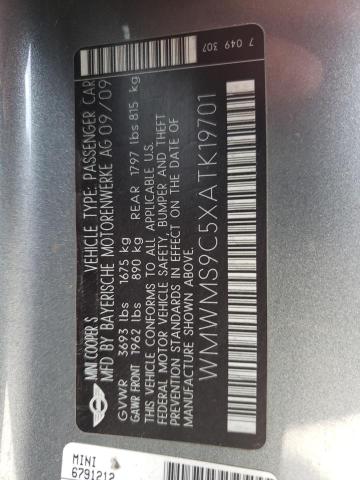 MINI COOPER S VEHICLE TYPE: PASSENGER CAR
MFD BY BAYERISCHE MOTORENWERKE AG 09/09
GVWR 3693 lbs 1675 kg
GAWR FRONT 1962 lbs 890 kg REAR 1797 lbs 815 kg
THIS VEHICLE CONFORMS TO ALL APPLICABLE U.S.
FEDERAL MOTOR VEHICLE SAFETY, BUMPER AND THEFT
PREVENTION STANDARDS IN EFFECT ON THE DATE OF
MANUFACTURE SHOWN ABOVE.
WMWMS9C5XATK19701
7 049 307
MINI
6791212